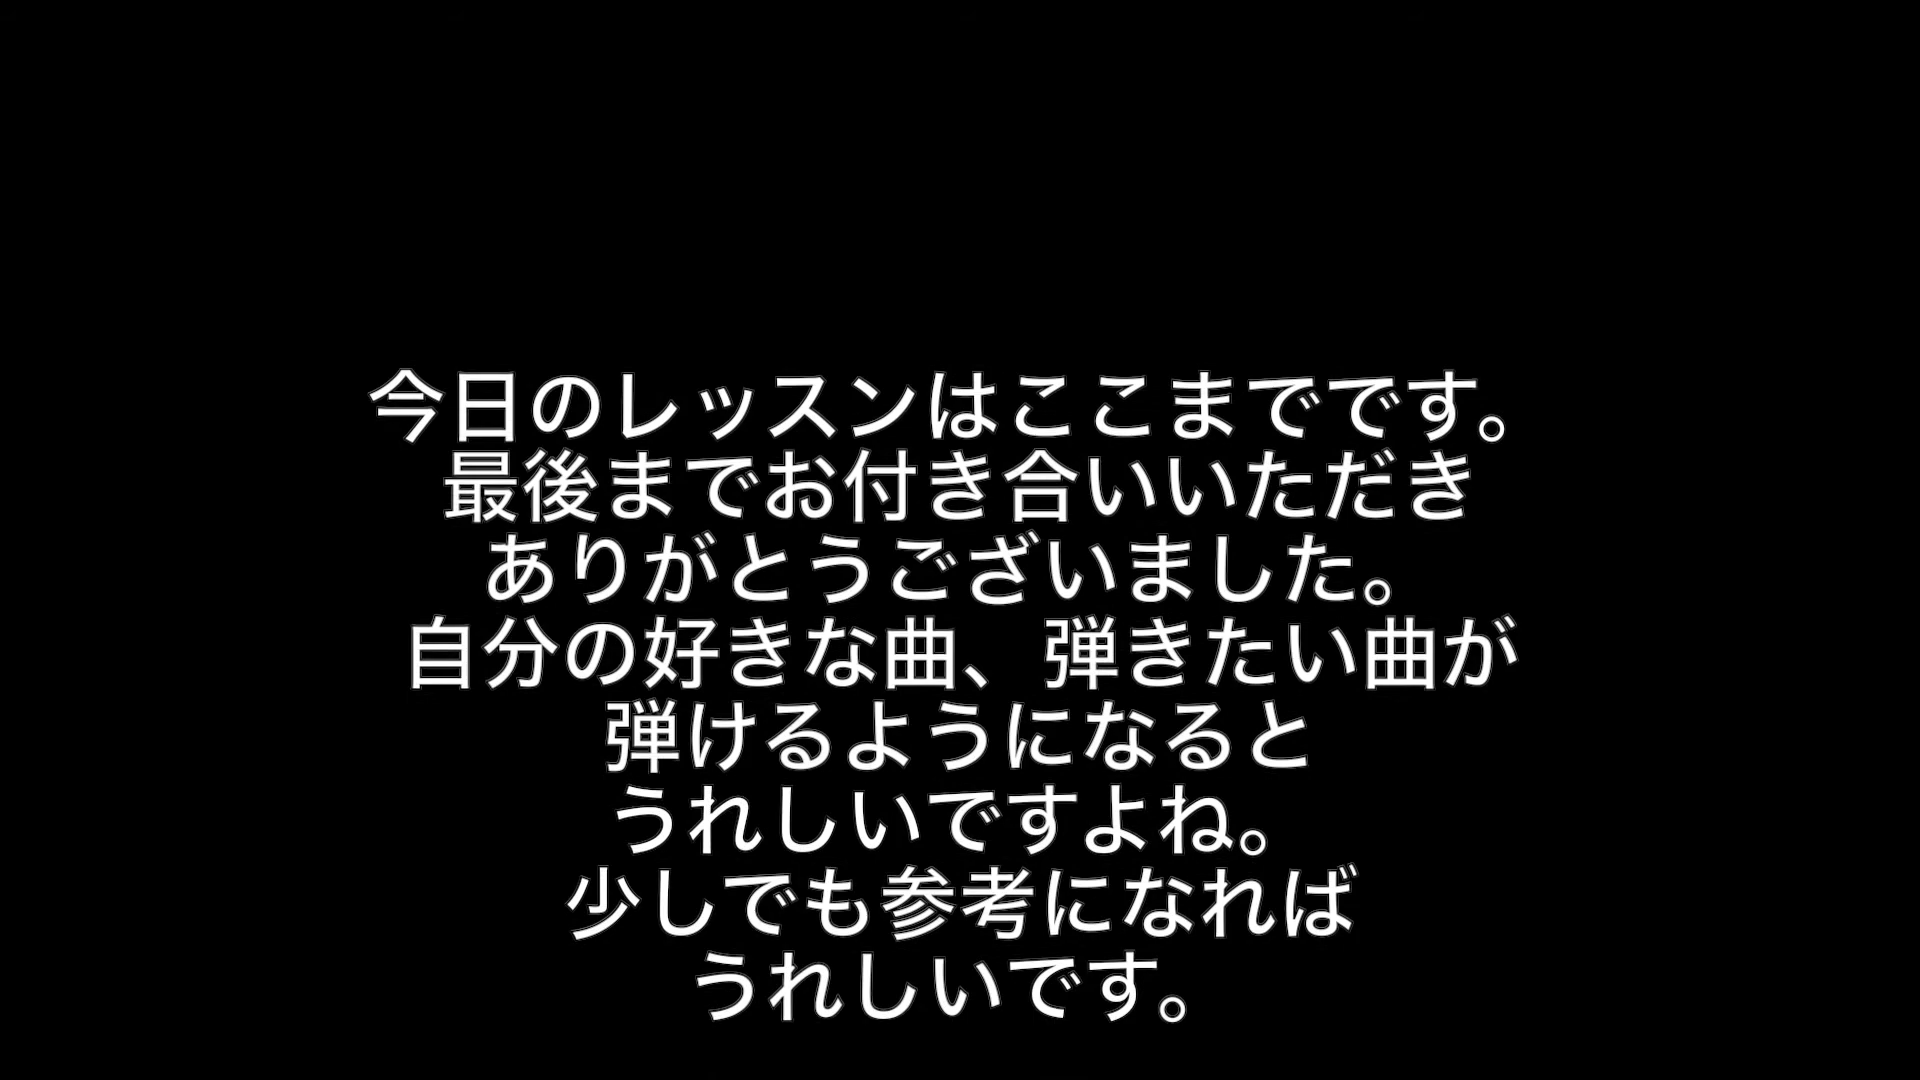 今日のレッスンはここまでです。
最後までお付き合いいただき
ありがとうございました。
自分の好きな曲、弾きたい曲が
弾けるようになると
うれしいですよね。
少しでも参考になれば
うれしいです。